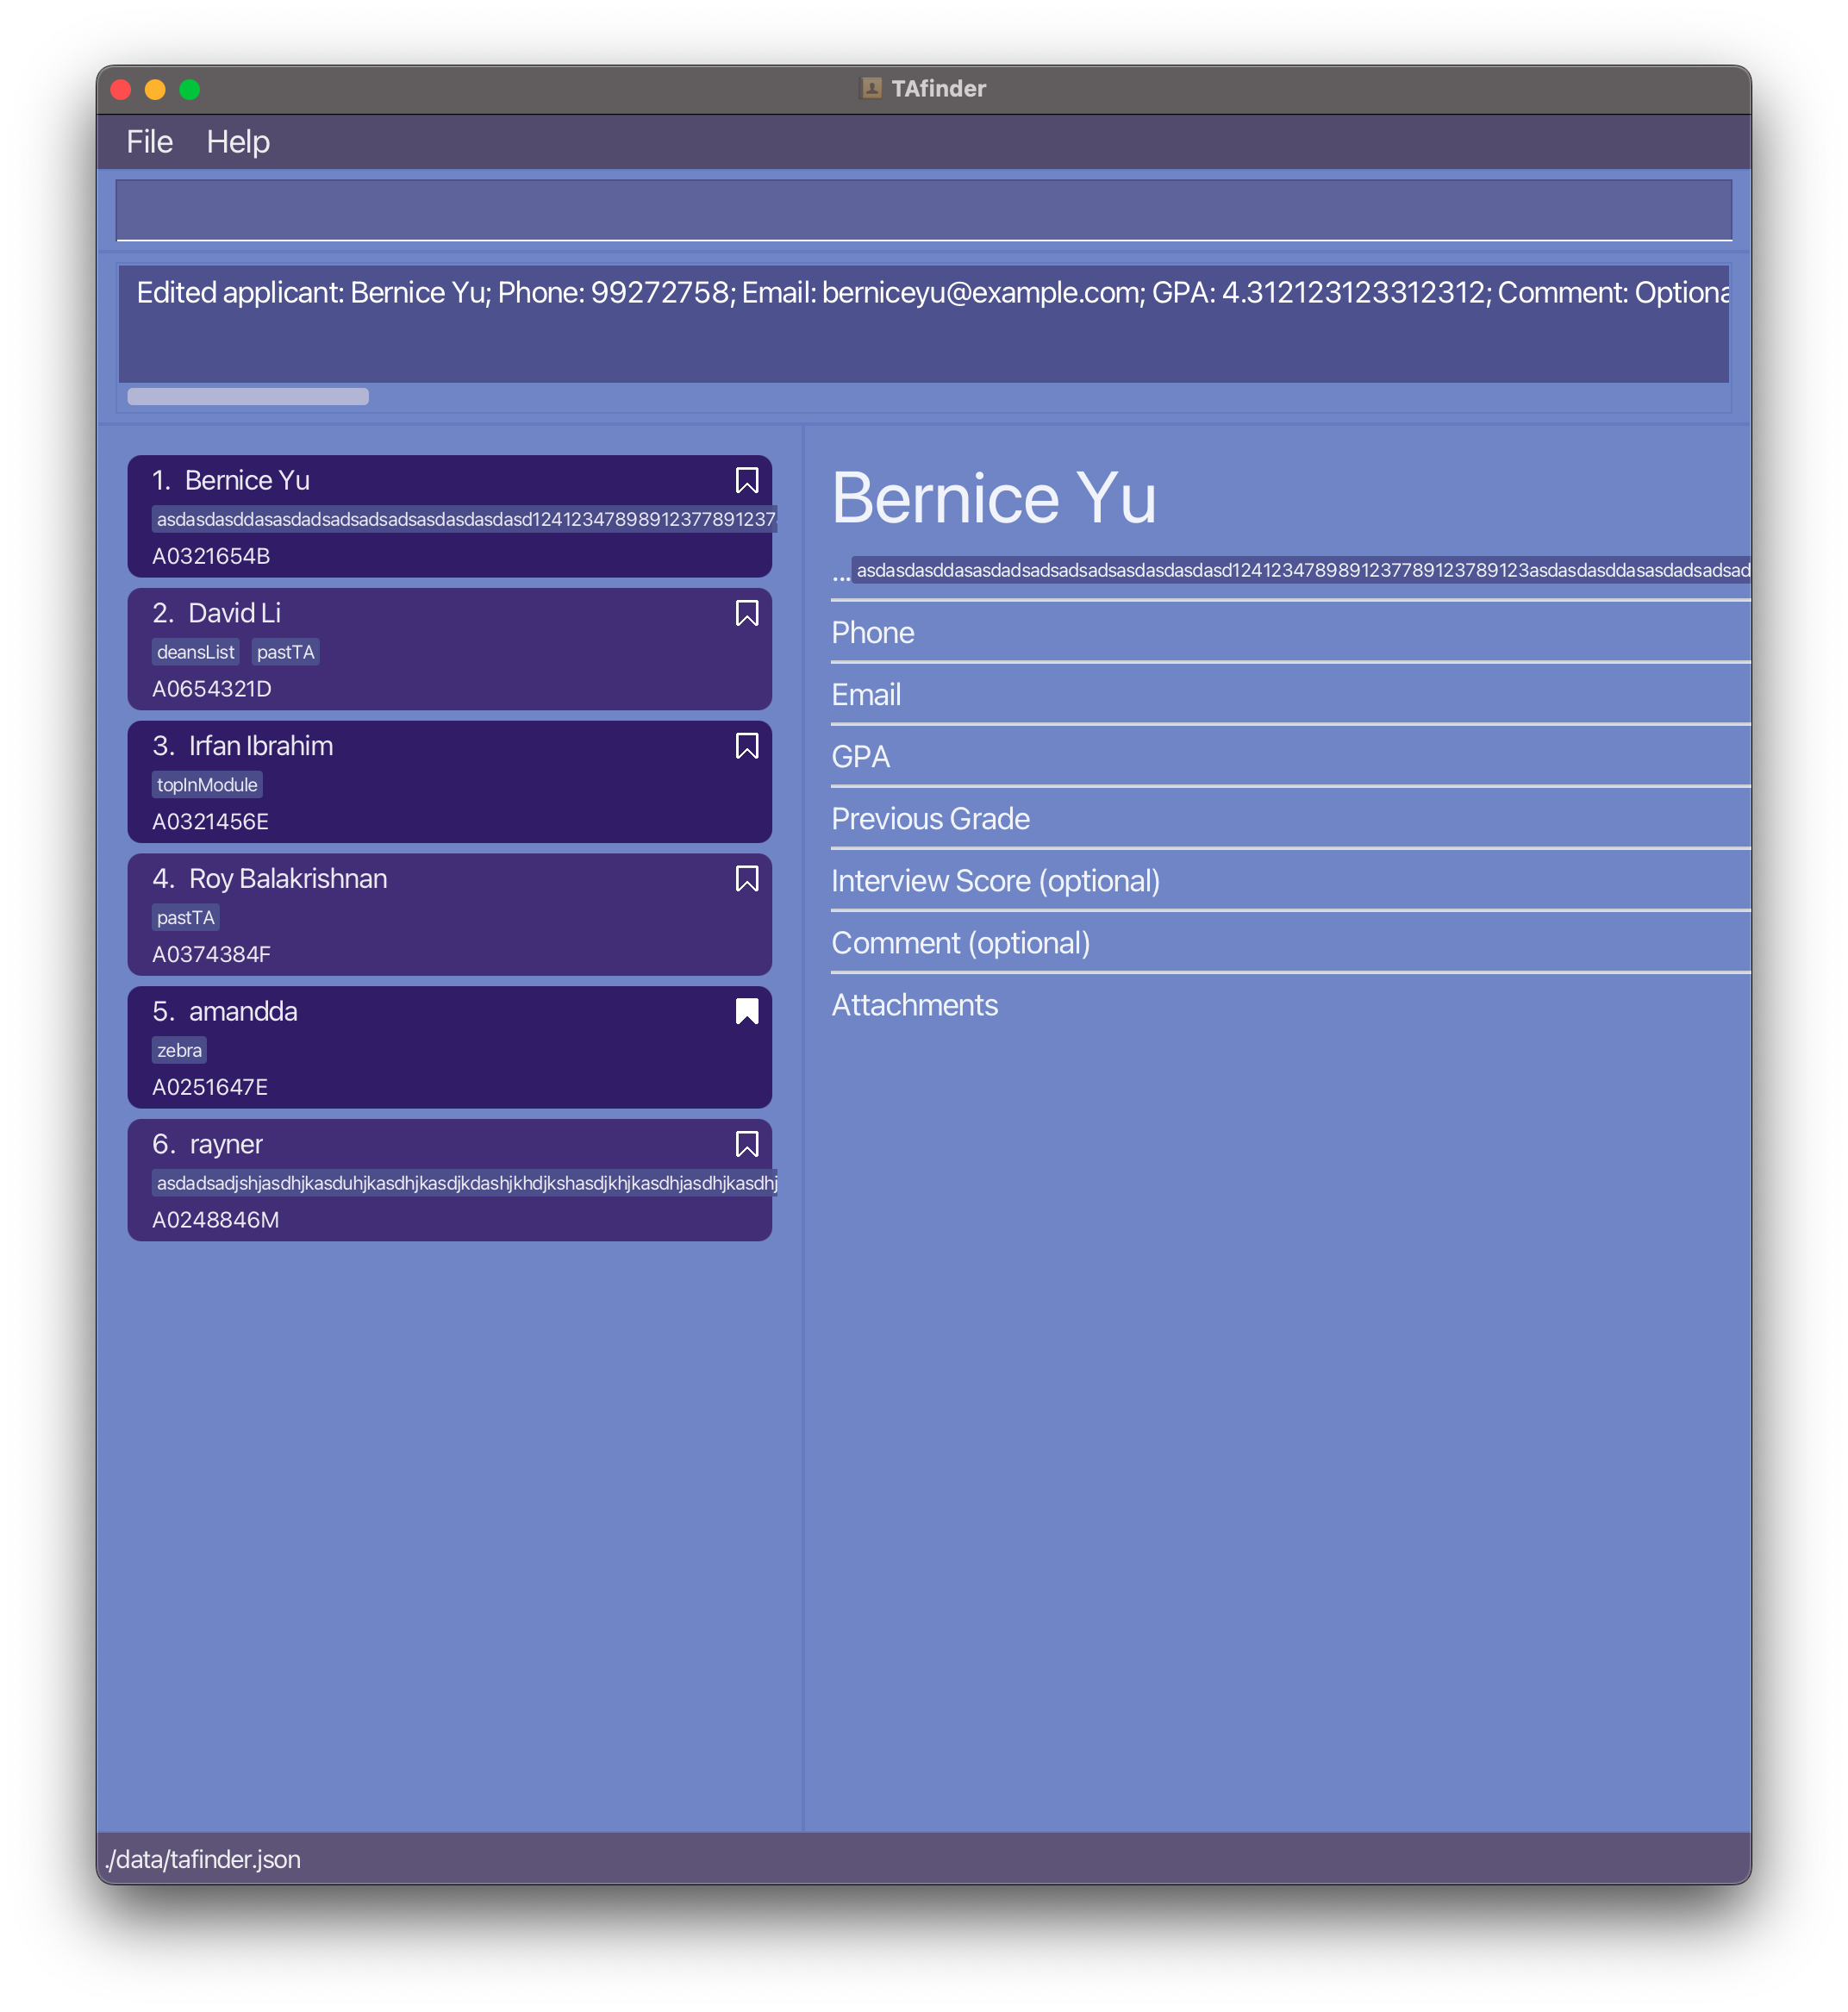 TAfinder
File Help
Edited applicant: Bernice Yu; Phone: 99272758; Email: berniceyu@example.com; GPA: 4.312123123312312; Comment: Optiona
1. Bernice Yu
asdasdasddasasdadsadsadsadsasdasdasdasd12412347898912377891237
A0321654B
2. David Li
deansList pastTA
A0654321D
3. Irfan Ibrahim
topInModule
A0321456E
4. Roy Balakrishnan
pastTA
A0374384F
5. amandda
zebra
A0251647E
6. rayner
asdadsadjshjasdhjkasduhjkasdhjkasdjkdashjkhdjkshasdjkhjkasdhjasdhjkasdhj
A0248846M
Bernice Yu
...asdasdasddasasdadsadsadsadsasdasdasdasd124123478989123778912378​9123asdasdasddasasdadsadsad
Phone
Email
GPA
Previous Grade
Interview Score (optional)
Comment (optional)
Attachments
./data/tafinder.json